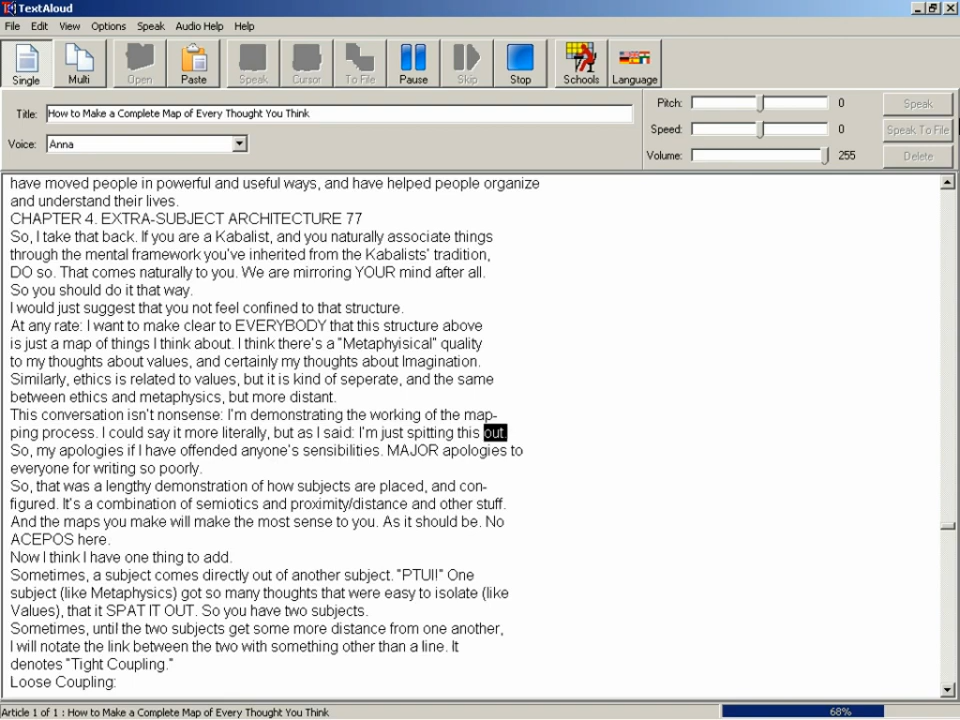 TextAloud
File Edit View Options Speak Audio Help Help
Single Multi Open Paste Speak Cursor To File Pause Skip Stop Schools Language
Title: How to Make a Complete Map of Every Thought You Think
Voice: Anna
Pitch: 0 Speak
Speed: 0 Speak To File
Volume: 255 Delete
have moved people in powerful and useful ways, and have helped people organize
and understand their lives.
CHAPTER 4. EXTRA-SUBJECT ARCHITECTURE 77
So, I take that back. If you are a Kabalist, and you naturally associate things
through the mental framework you've inherited from the Kabalists' tradition,
DO so. That comes naturally to you. We are mirroring YOUR mind after all.
So you should do it that way.
I would just suggest that you not feel confined to that structure.
At any rate: I want to make clear to EVERYBODY that this structure above
is just a map of things I think about. I think there's a "Metaphyisical" quality
to my thoughts about values, and certainly my thoughts about Imagination.
Similarly, ethics is related to values, but it is kind of seperate, and the same
between ethics and metaphysics, but more distant.
This conversation isn't nonsense: I'm demonstrating the working of the map-
ping process. I could say it more literally, but as I said: I'm just spitting this out.
So, my apologies if I have offended anyone's sensibilities. MAJOR apologies to
everyone for writing so poorly.
So, that was a lengthy demonstration of how subjects are placed, and con-
figured. It's a combination of semiotics and proximity/distance and other stuff.
And the maps you make will make the most sense to you. As it should be. No
ACEPOS here.
Now I think I have one thing to add.
Sometimes, a subject comes directly out of another subject. "PTUI!" One
subject (like Metaphysics) got so many thoughts that were easy to isolate (like
Values), that it SPAT IT OUT. So you have two subjects.
Sometimes, until the two subjects get some more distance from one another,
I will notate the link between the two with something other than a line. It
denotes "Tight Coupling."
Loose Coupling:
Article 1 of 1 : How to Make a Complete Map of Every Thought You Think 68%